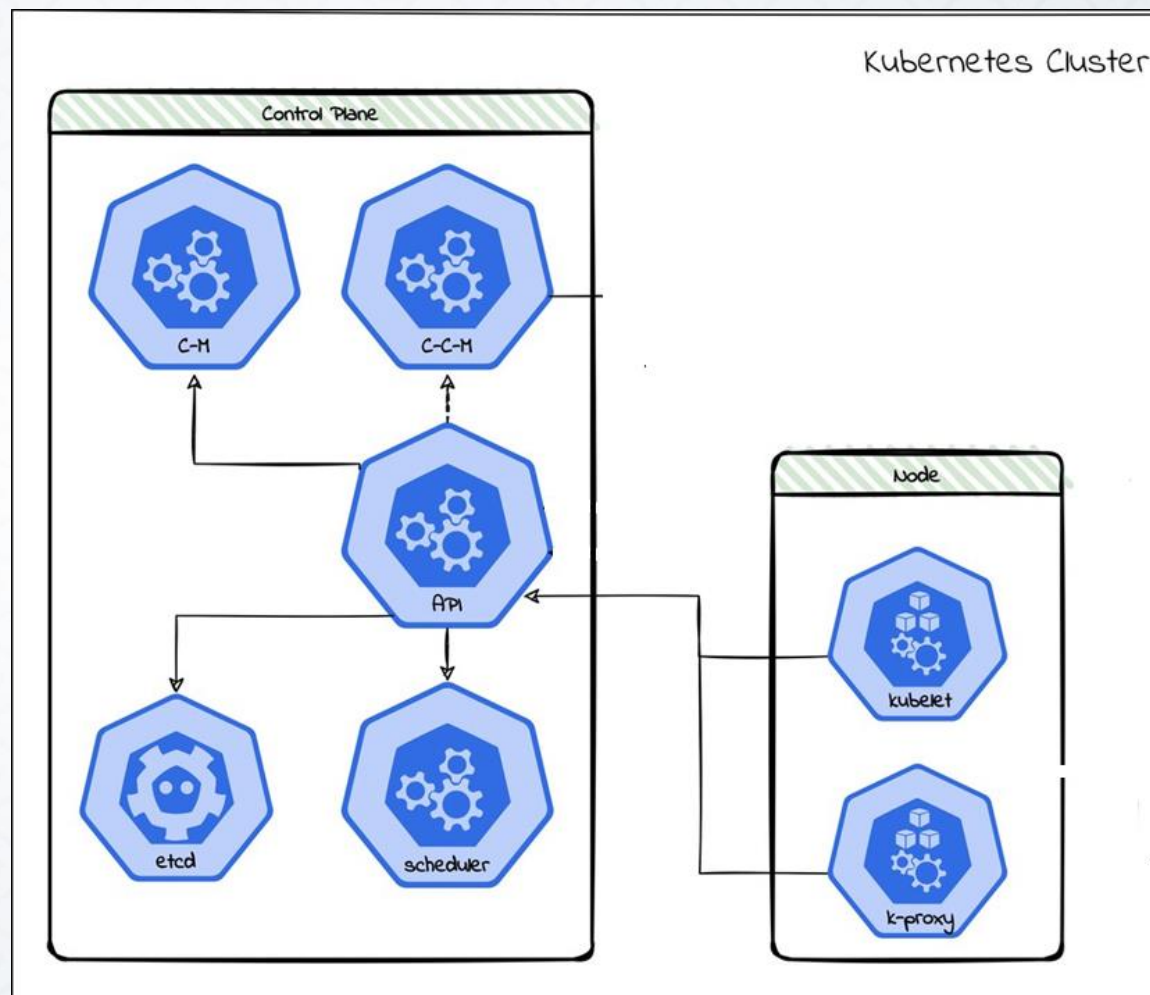 Kubernetes Cluster
Control Plane
C-M
C-C-M
API
etcd
scheduler
Node
kubelet
k-proxy